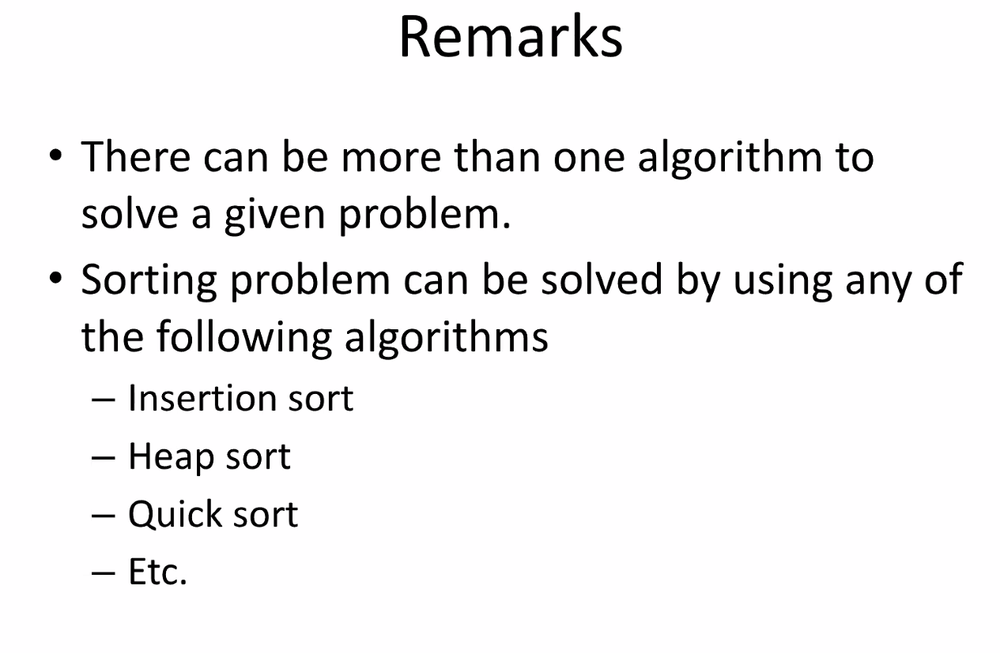 Remarks
• There can be more than one algorithm to
solve a given problem.
• Sorting problem can be solved by using any of
the following algorithms
– Insertion sort
– Heap sort
– Quick sort
– Etc.